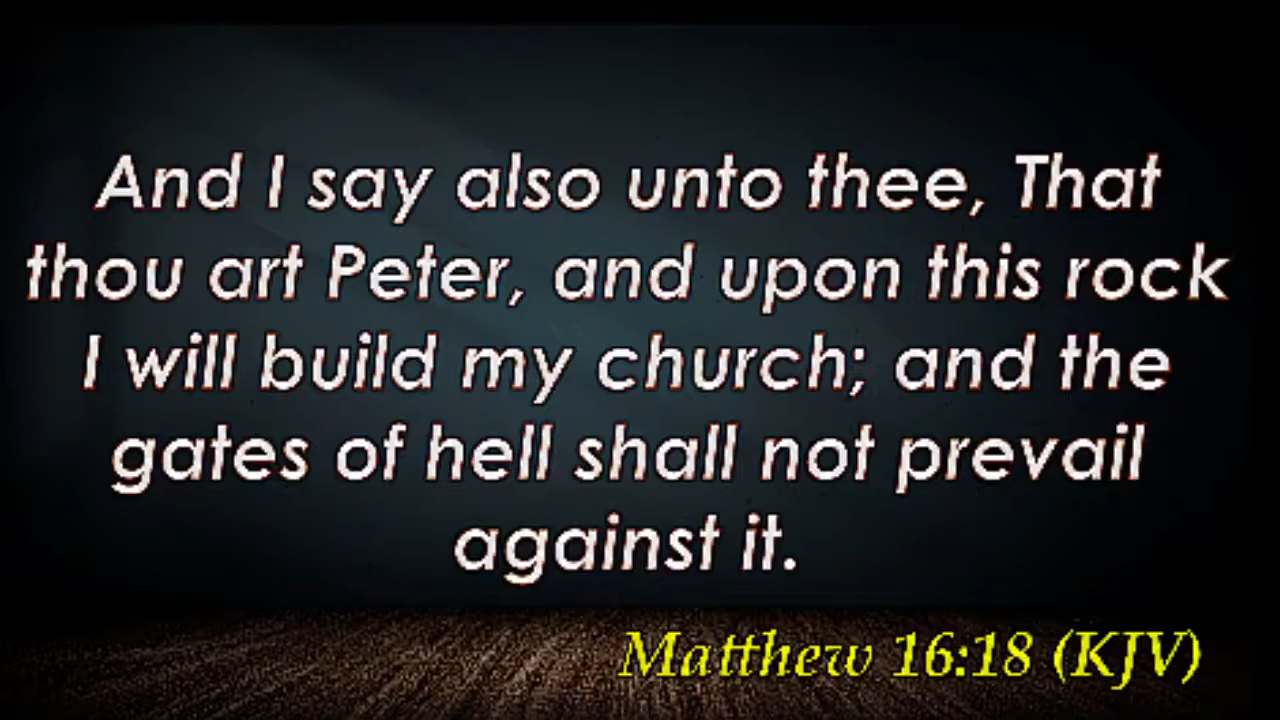 And I say also unto thee, That
thou art Peter, and upon this rock
I will build my church; and the
gates of hell shall not prevail
against it.
Matthew 16:18 (KJV)